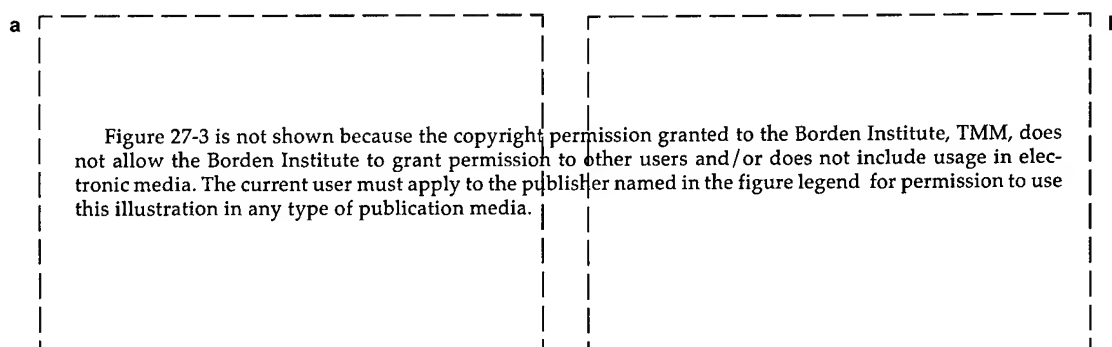 a
Figure 27-3 is not shown because the copyright permission granted to the Borden Institute, TMM, does
not allow the Borden Institute to grant permission to other users and/or does not include usage in elec-
tronic media. The current user must apply to the publisher named in the figure legend for permission to use
this illustration in any type of publication media.